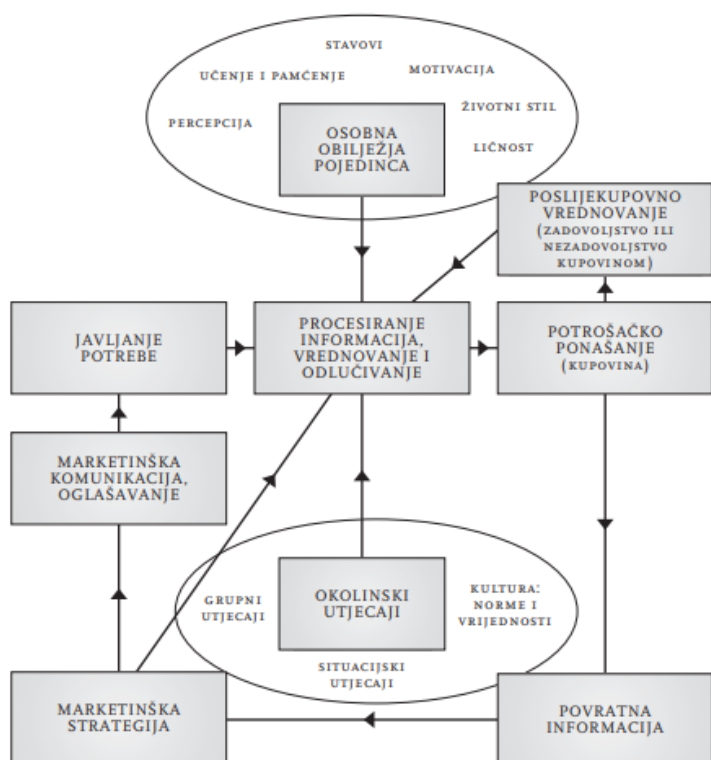 STAVOVI
UČENJE I PAMĆENJE
MOTIVACIJA
PERCEPCIJA
ŽIVOTNI STIL
LIČNOST
OSOBNA
OBILJEŽJA
POJEDINCA
POSLIJEKUPOVNO
VREDNOVANJE
(ZADOVOLJSTVO ILI
NEZADOVOLJSTVO
KUPOVINOM)
JAVLJANJE
POTREBE
PROCESIRANJE
INFORMACIJA,
VREDNOVANJE I
ODLUČIVANJE
POTROŠAČKO
PONAŠANJE
(KUPOVINA)
MARKETINŠKA
KOMUNIKACIJA,
OGLAŠAVANJE
GRUPNI
UTJECAJI
OKOLINSKI
UTJECAJI
KULTURA:
NORME I
VRIJEDNOSTI
SITUACIJSKI
UTJECAJI
MARKETINŠKA
STRATEGIJA
POVRATNA
INFORMACIJA